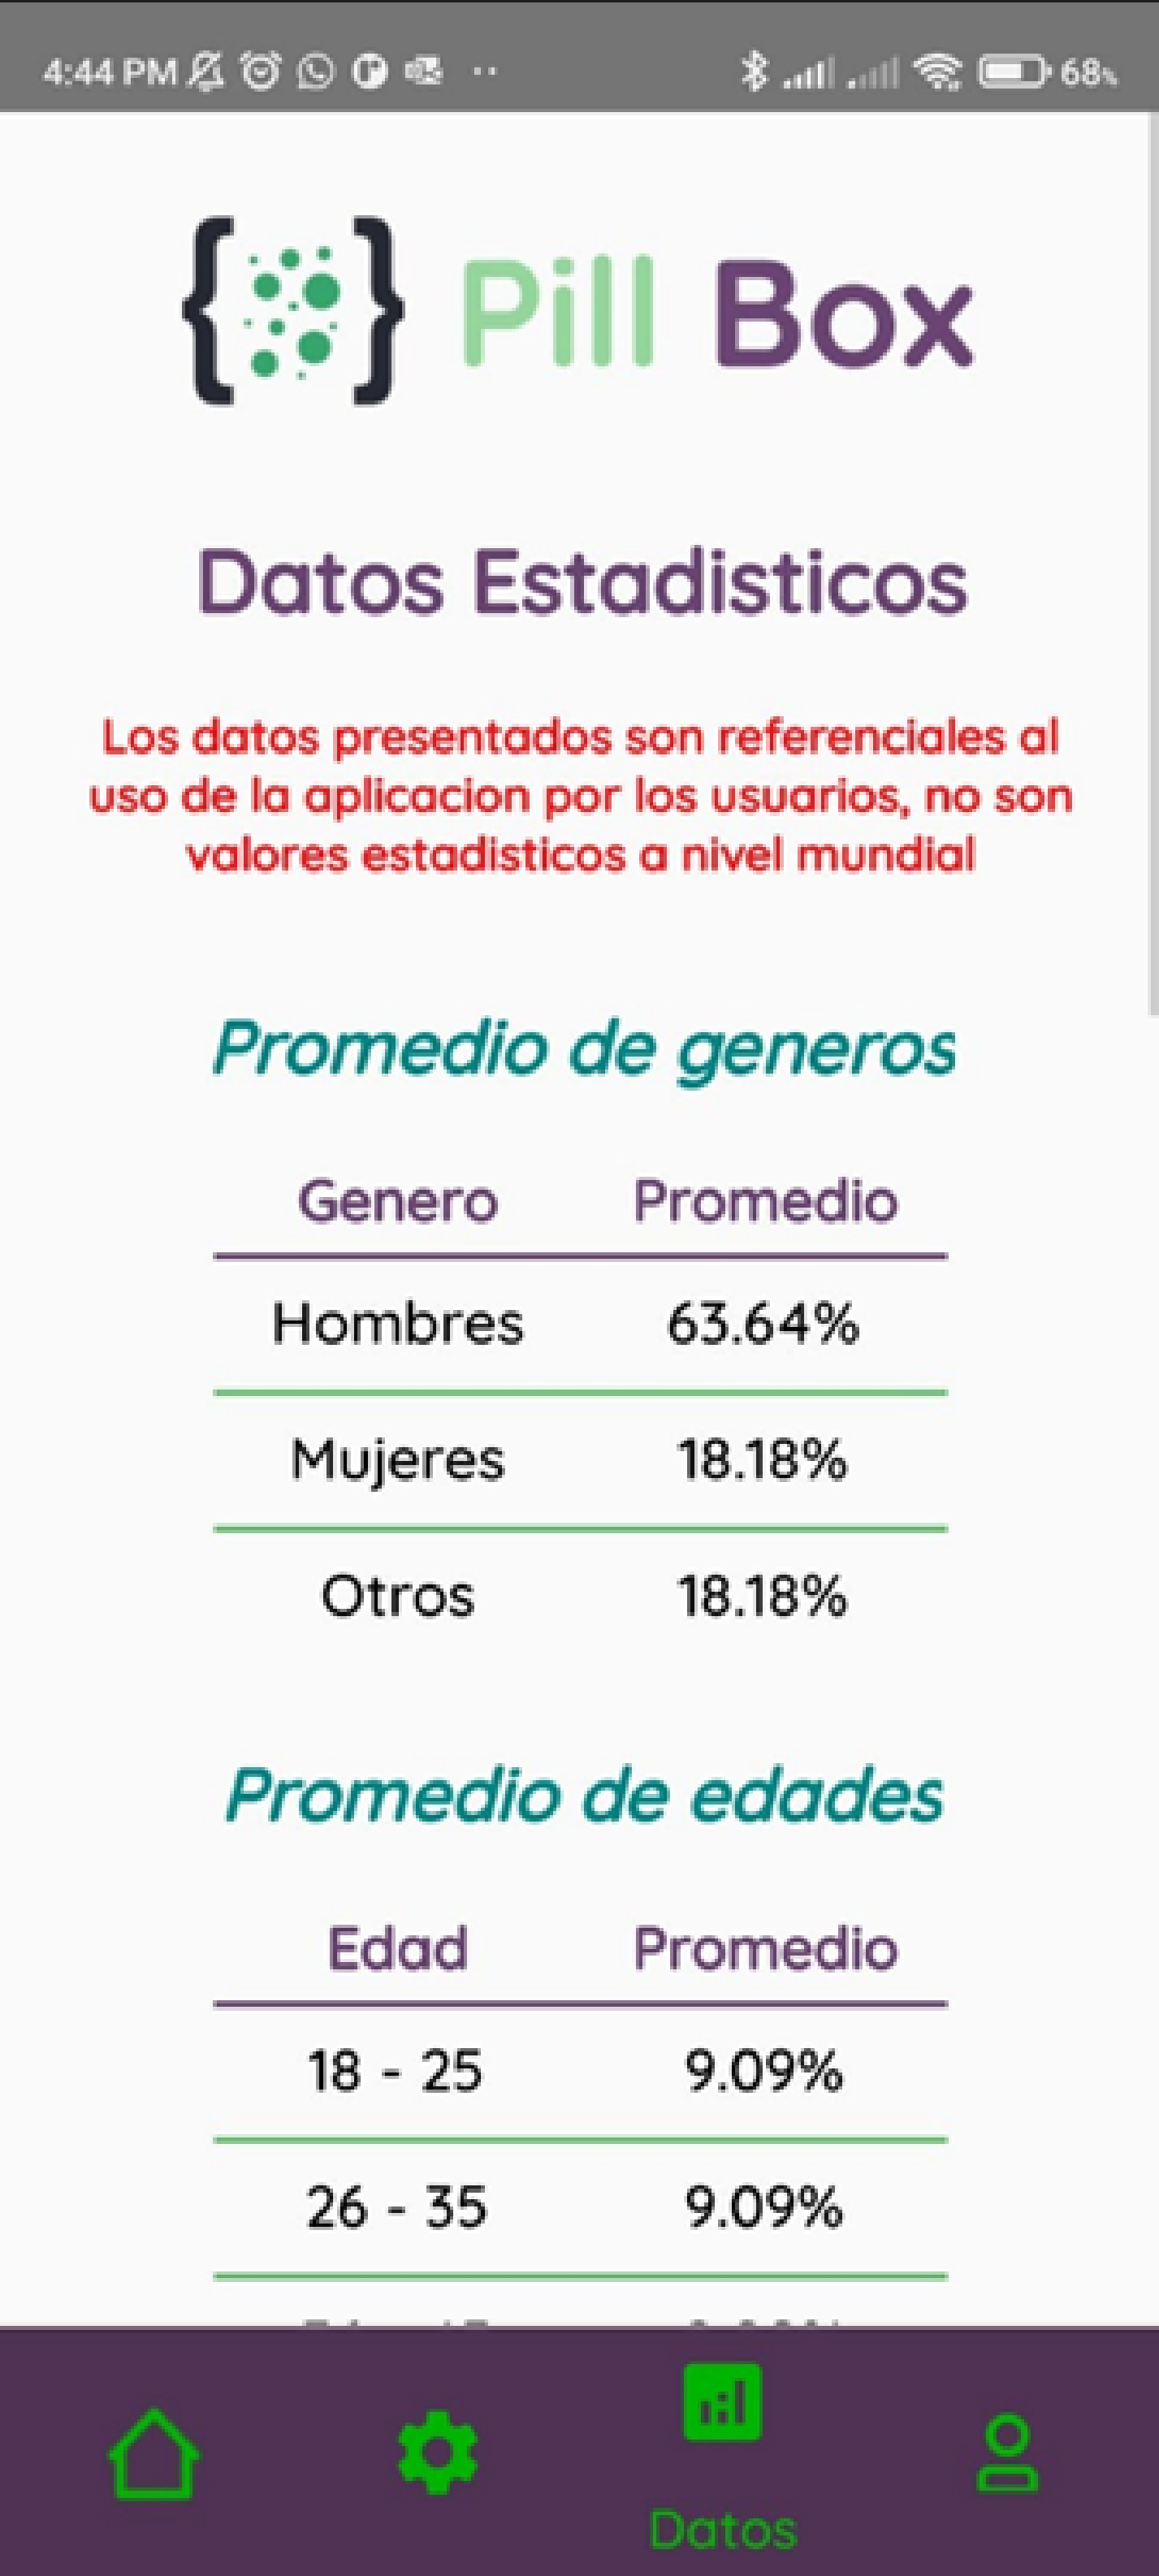 4:44 PM
68%
Pill Box
Datos Estadisticos
Los datos presentados son referenciales al
uso de la aplicacion por los usuarios, no son
valores estadisticos a nivel mundial
Promedio de generos
Genero Promedio
Hombres 63.64%
Mujeres 18.18%
Otros 18.18%
Promedio de edades
Edad Promedio
18 - 25 9.09%
26 - 35 9.09%
Datos